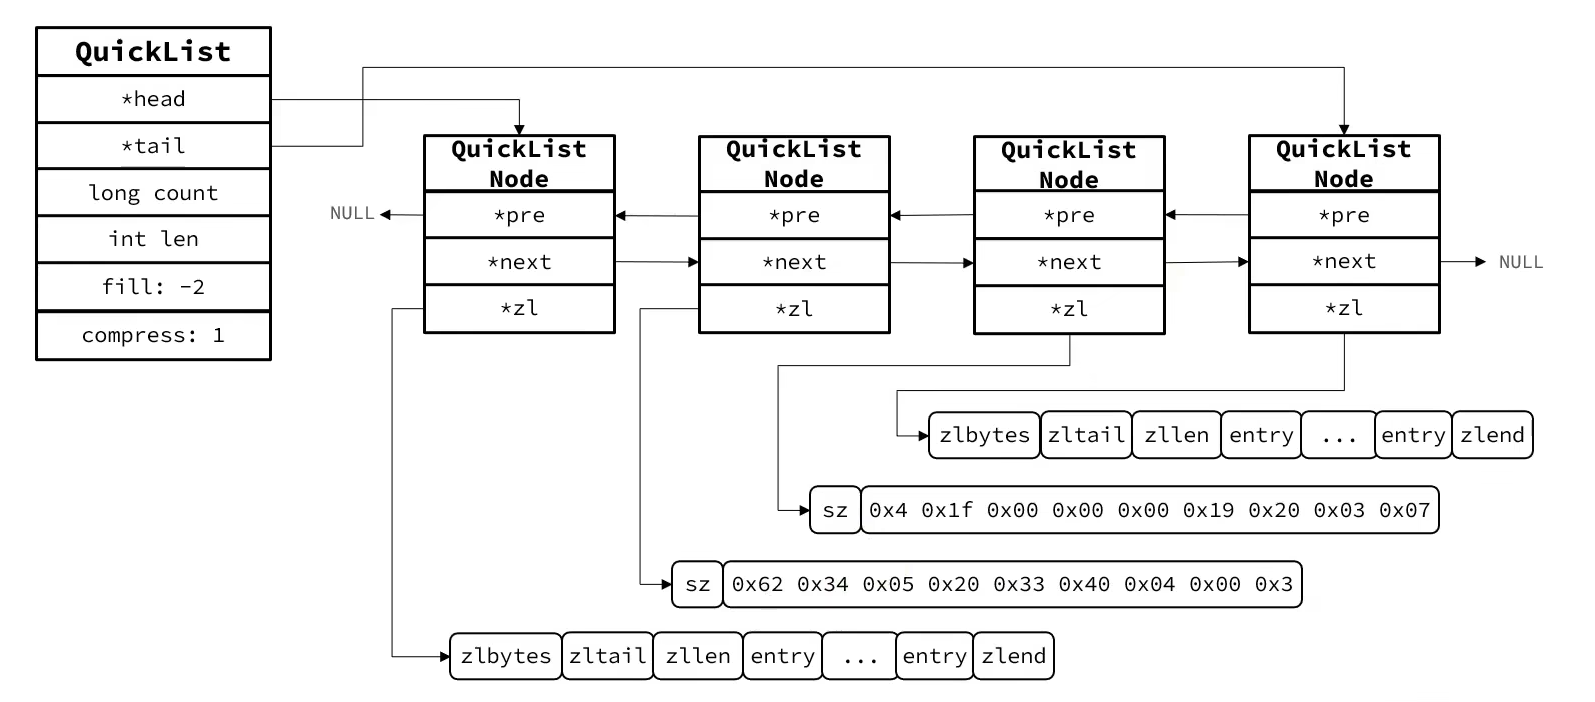 QuickList
*head
*tail
long count
int len
fill: -2
compress: 1
QuickList
Node
*pre
*next
*zl
QuickList
Node
*pre
*next
*zl
QuickList
Node
*pre
*next
*zl
QuickList
Node
*pre
*next
*zl
NULL
NULL
zlbytes zltail zllen entry ... entry zlend
sz 0x4 0x1f 0x00 0x00 0x00 0x19 0x20 0x03 0x07
sz 0x62 0x34 0x05 0x20 0x33 0x40 0x04 0x00 0x3
zlbytes zltail zllen entry ... entry zlend